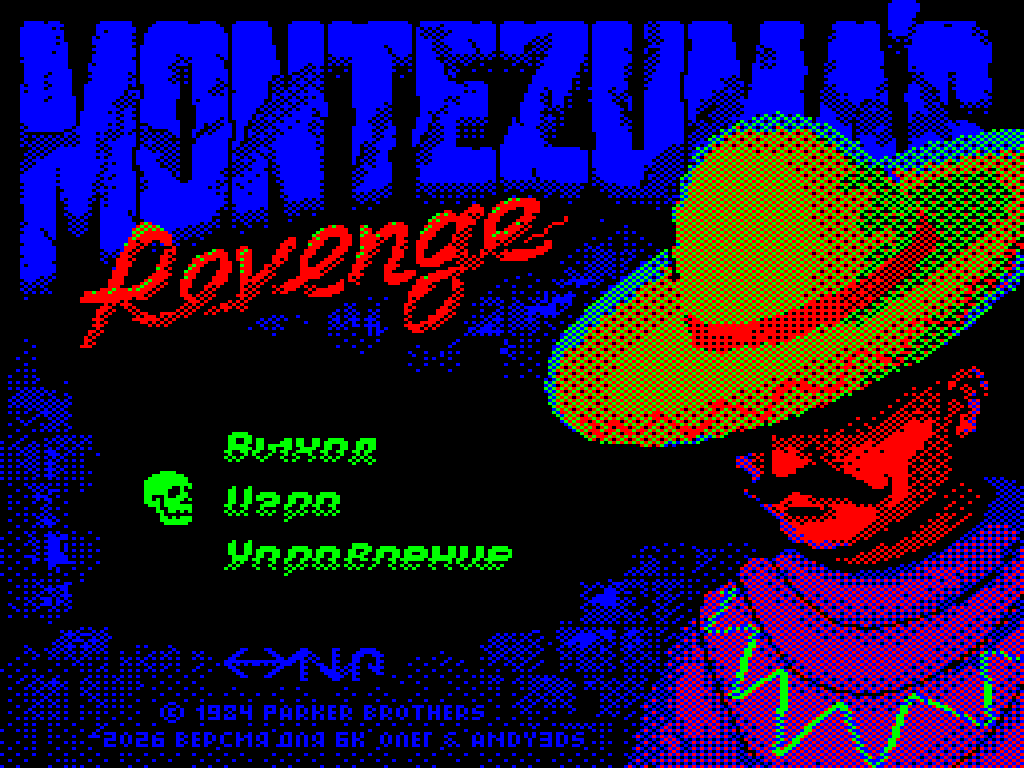 MONTEZUMA'S
Revenge
Выход
Игра
Управление
© 1984 PARKER BROTHERS
2026 ВЕРСИЯ ДЛЯ БК ОЛЕГ & ANDY3DS